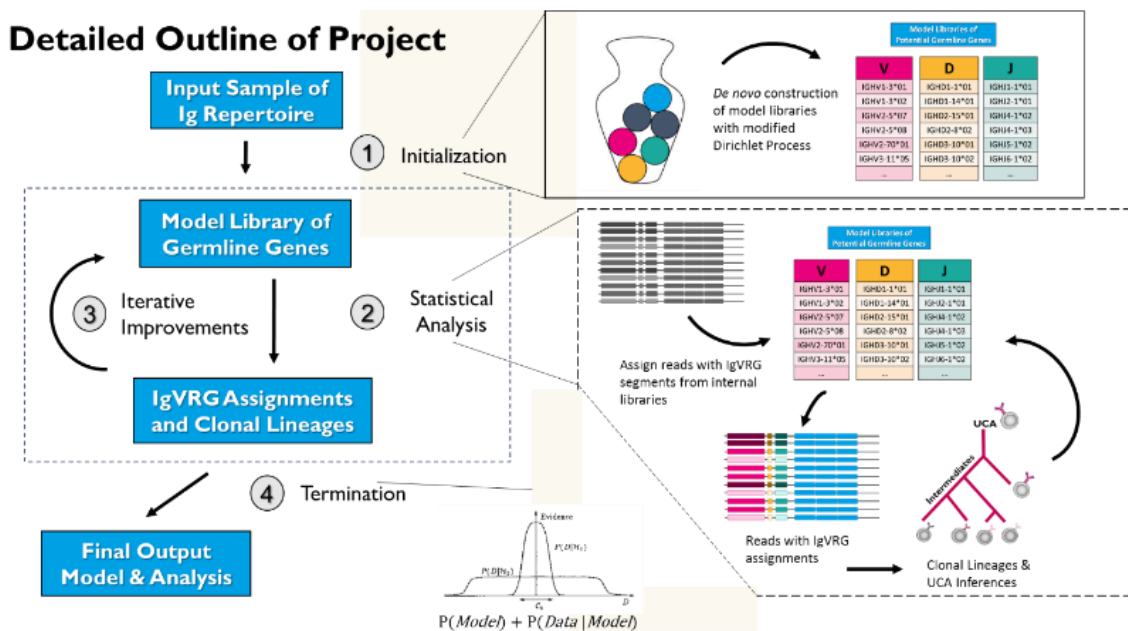 Detailed Outline of Project
Input Sample of
Ig Repertoire
1
Initialization
Model Library of
Germline Genes
3
Iterative
Improvements
2
Statistical
Analysis
IgVRG Assignments
and Clonal Lineages
4
Termination
Final Output
Model & Analysis
De novo construction
of model libraries
with modified
Dirichlet Process
Model Libraries of
Potential Germline Genes
V D J
IGHV1-3*01 IGHD1-1*01 IGHJ1-1*01
IGHV1-3*02 IGHD1-14*01 IGHJ2-1*01
IGHV2-5*07 IGHD2-15*01 IGHJ4-1*02
IGHV2-5*08 IGHD2-8*02 IGHJ4-1*03
IGHV2-70*01 IGHD3-10*01 IGHJ5-1*02
IGHV3-11*05 IGHD3-10*02 IGHJ6-1*02
... ... ...
Model Libraries of
Potential Germline Genes
V D J
IGHV1-3*01 IGHD1-1*01 IGHJ1-1*01
IGHV1-3*02 IGHD1-14*01 IGHJ2-1*01
IGHV2-5*07 IGHD2-15*01 IGHJ4-1*02
IGHV2-5*08 IGHD2-8*02 IGHJ4-1*03
IGHV2-70*01 IGHD3-10*01 IGHJ5-1*02
IGHV3-11*05 IGHD3-10*02 IGHJ6-1*02
... ... ...
Assign reads with IgVRG
segments from internal
libraries
Reads with IgVRG
assignments
UCA
Intermediates
Clonal Lineages &
UCA Inferences
Evidence
P(D|H₁)
P(D|H₂)
C₁
D
P(Model) + P(Data | Model)